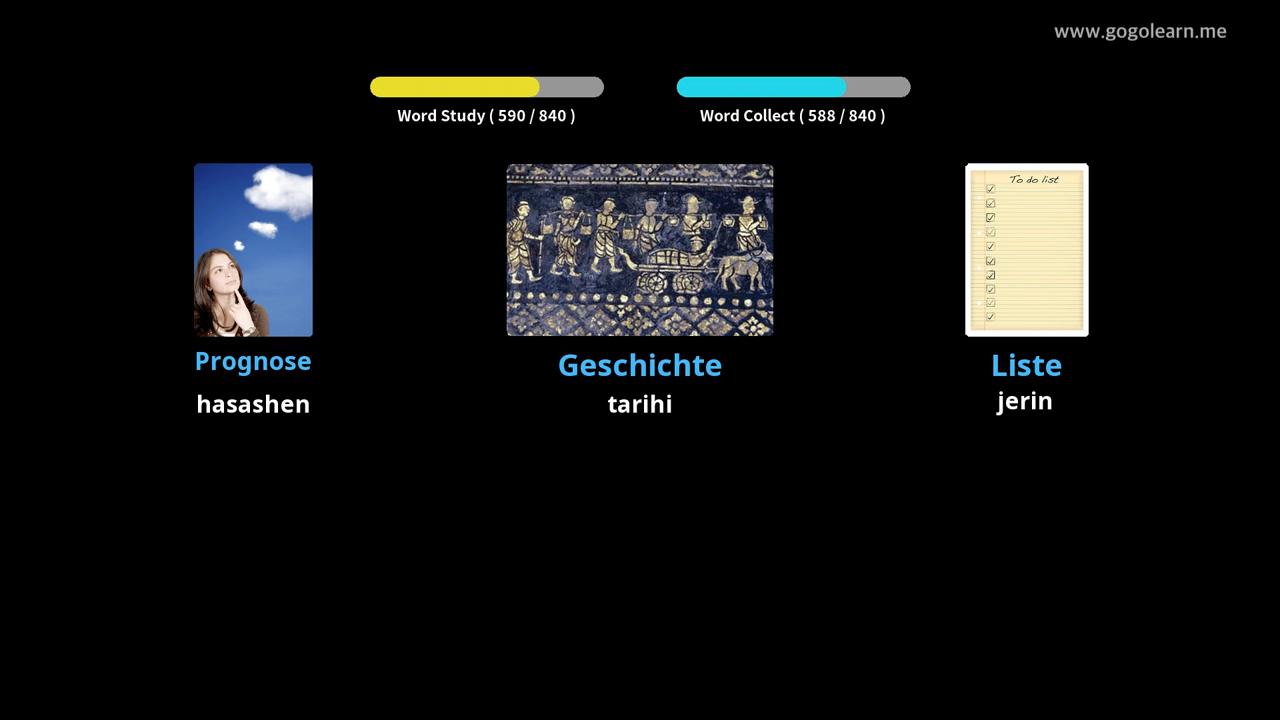 www.gogolearn.me
Word Study ( 590 / 840 )
Word Collect ( 588 / 840 )
To do list
Prognose
Geschichte
Liste
hasashen
tarihi
jerin